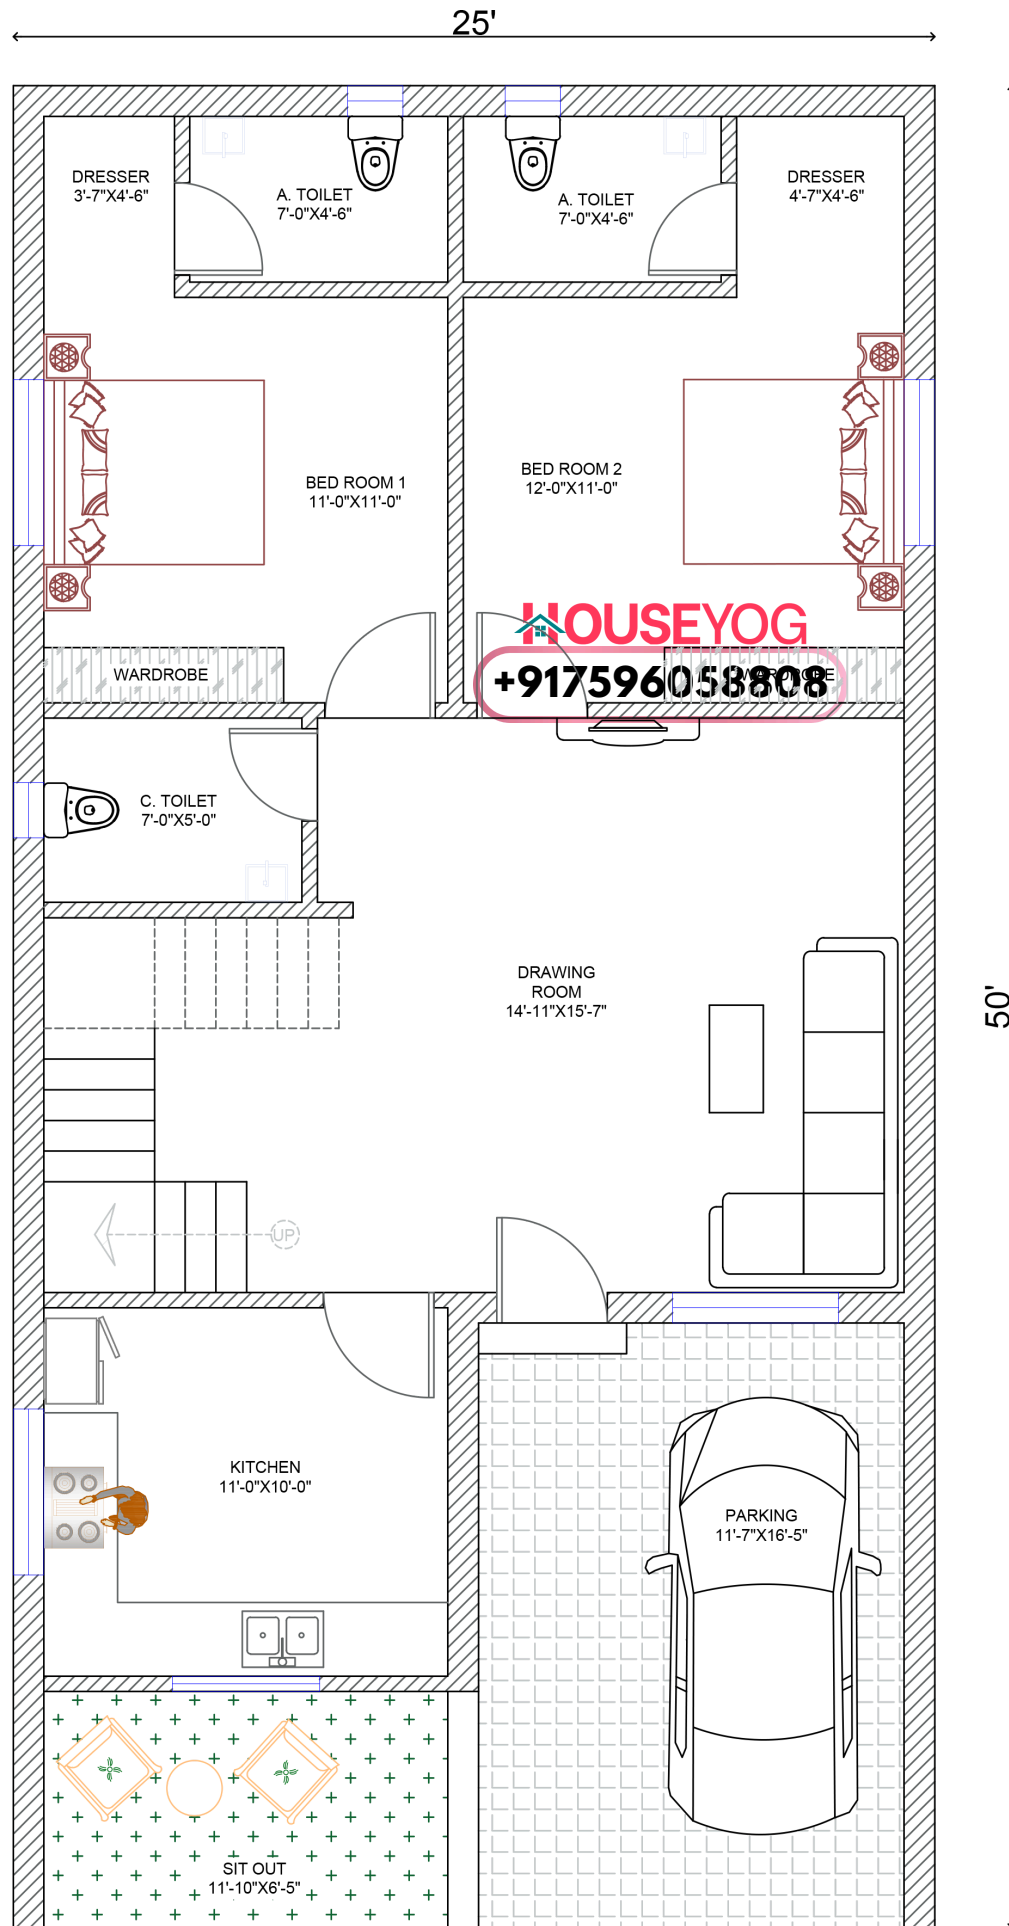 25'
DRESSER
3'-7"X4'-6"
A. TOILET
7'-0"X4'-6"
A. TOILET
7'-0"X4'-6"
DRESSER
4'-7"X4'-6"
BED ROOM 1
11'-0"X11'-0"
BED ROOM 2
12'-0"X11'-0"
HOUSEYOG
+917596058808
WARDROBE
WARDROBE
C. TOILET
7'-0"X5'-0"
DRAWING
ROOM
14'-11"X15'-7"
50'
UP
KITCHEN
11'-0"X10'-0"
PARKING
11'-7"X16'-5"
SIT OUT
11'-10"X6'-5"